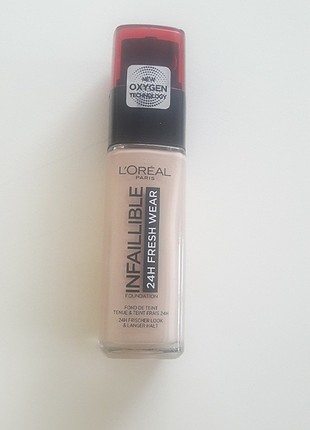 NEW
OXYGEN
TECHNOLOGY
L'ORÉAL
PARIS
INFAILLIBLE
24H FRESH WEAR
FOUNDATION
FOND DE TEINT
TENUE & TEINT FRAIS 24H
24H FRISCHER LOOK
& LANGER HALT